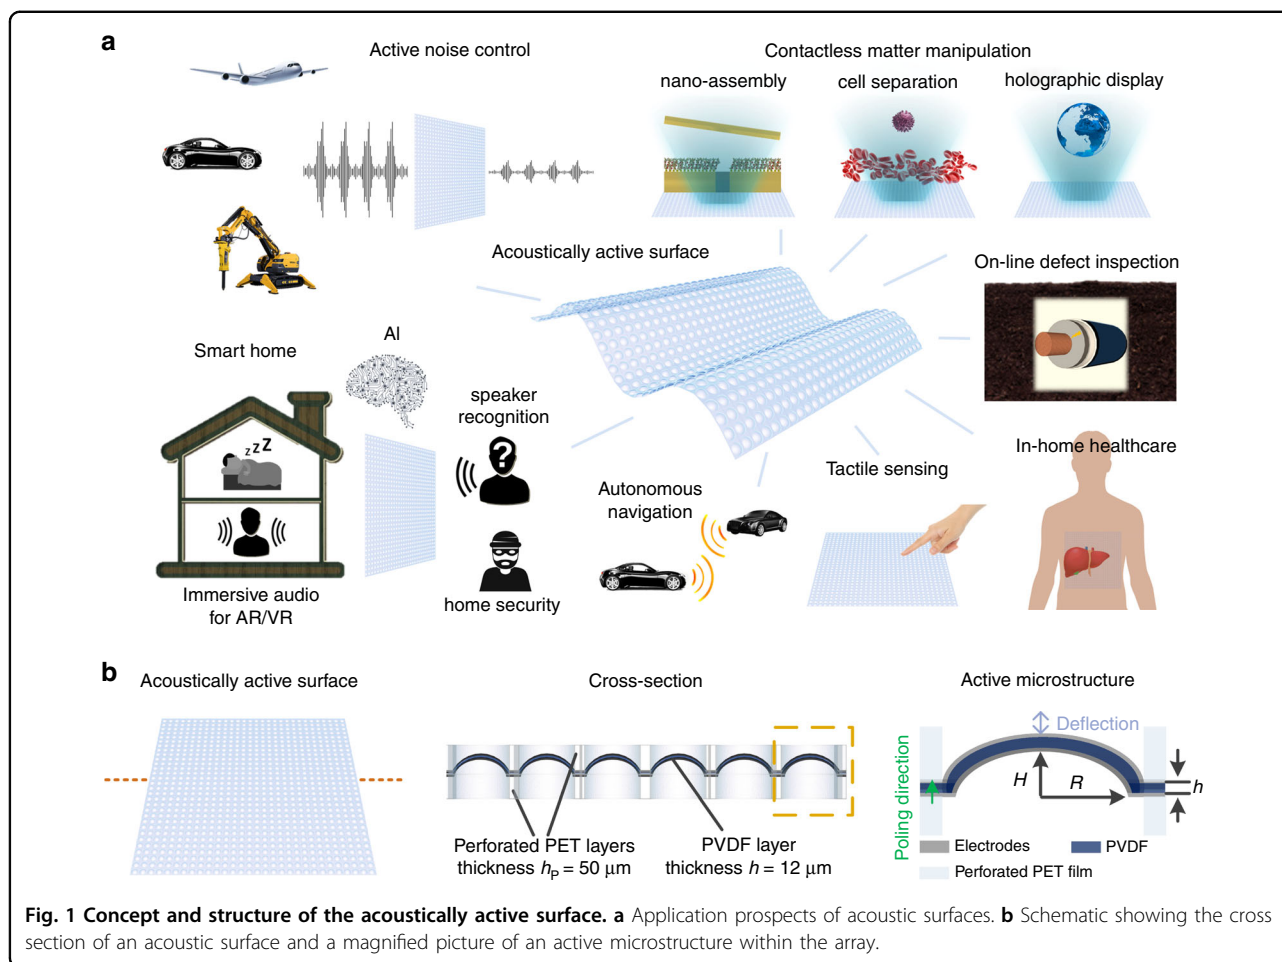 a
Active noise control
Contactless matter manipulation
nano-assembly
cell separation
holographic display
Acoustically active surface
On-line defect inspection
Smart home
AI
speaker
recognition
In-home healthcare
Tactile sensing
Autonomous
navigation
z z Z
?
Immersive audio
for AR/VR
home security
b
Acoustically active surface
Cross-section
Active microstructure
Perforated PET layers
thickness hP = 50 μm
PVDF layer
thickness h = 12 μm
Deflection
Poling direction
H
R
h
Electrodes
PVDF
Perforated PET film
Fig. 1 Concept and structure of the acoustically active surface. a Application prospects of acoustic surfaces. b Schematic showing the cross
section of an acoustic surface and a magnified picture of an active microstructure within the array.